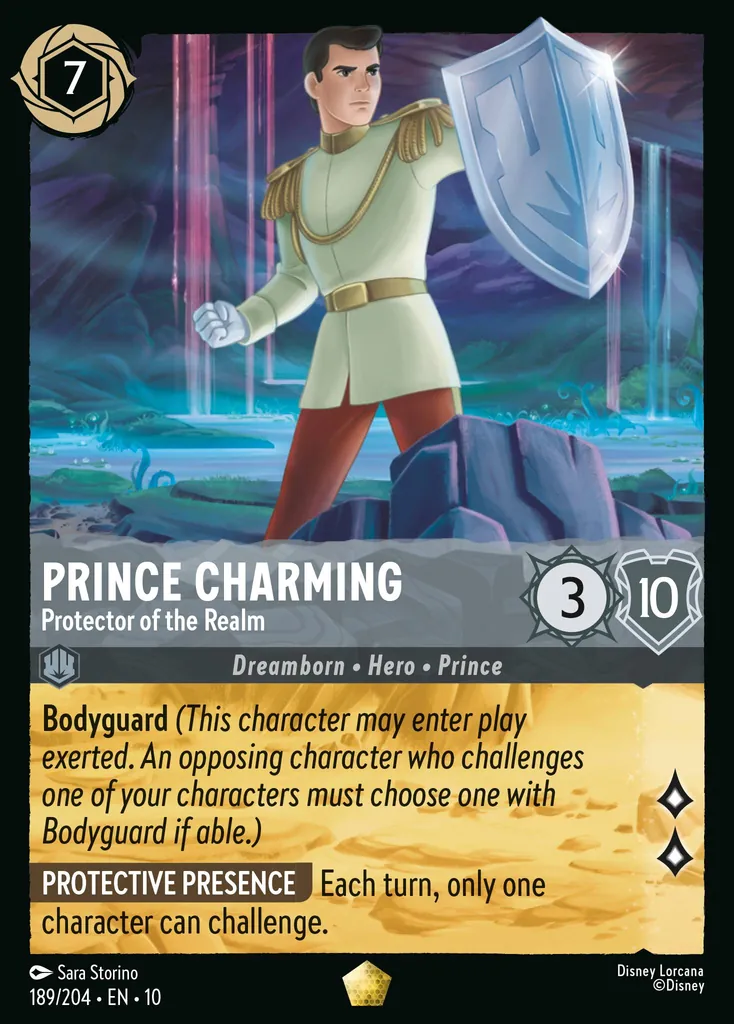 7
PRINCE CHARMING
Protector of the Realm
3
10
Dreamborn • Hero • Prince
Bodyguard (This character may enter play
exerted. An opposing character who challenges
one of your characters must choose one with
Bodyguard if able.)
PROTECTIVE PRESENCE Each turn, only one
character can challenge.
Sara Storino
189/204 • EN • 10
Disney Lorcana
©Disney